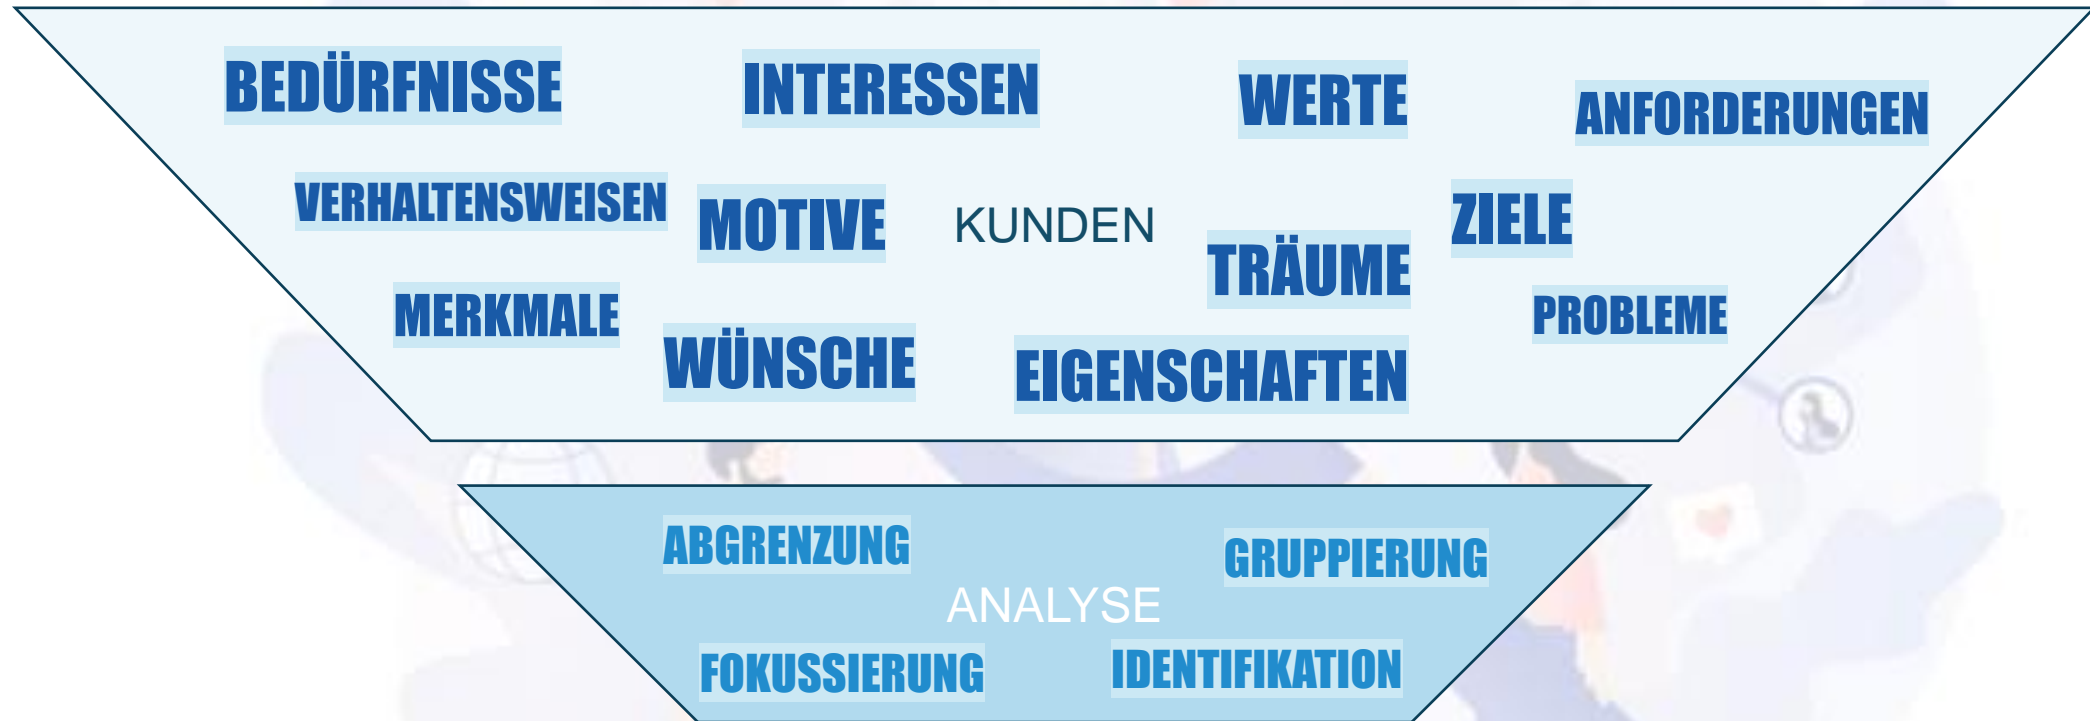 BEDÜRFNISSE
INTERESSEN
WERTE
ANFORDERUNGEN
VERHALTENSWEISEN
MOTIVE
KUNDEN
TRÄUME
ZIELE
MERKMALE
WÜNSCHE
EIGENSCHAFTEN
PROBLEME
ABGRENZUNG
GRUPPIERUNG
ANALYSE
FOKUSSIERUNG
IDENTIFIKATION